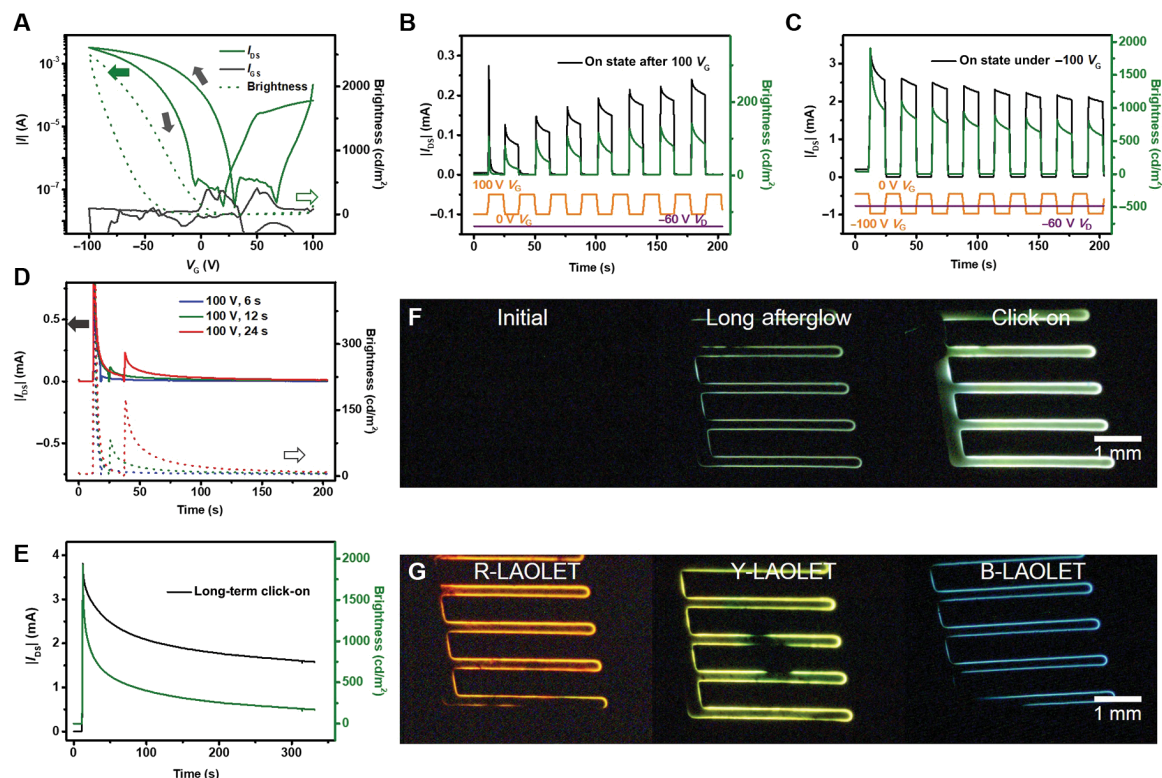 A
10⁻³
10⁻⁵
10⁻⁷
|I| (A)
I_DS
I_GS
Brightness
2000
1000
0
Brightness (cd/m²)
−100
−50
0
50
100
V_G (V)
B
0.3
0.2
0.1
0.0
−0.1
|I_DS| (mA)
On state after 100 V_G
200
0
Brightness (cd/m²)
100 V V_G
0 V V_G
−60 V V_D
0
50
100
150
200
Time (s)
C
3
2
1
0
−1
|I_DS| (mA)
On state under −100 V_G
2000
1500
1000
500
0
−500
Brightness (cd/m²)
0 V V_G
−100 V V_G
−60 V V_D
0
50
100
150
200
Time (s)
D
0.5
0.0
−0.5
|I_DS| (mA)
100 V, 6 s
100 V, 12 s
100 V, 24 s
300
150
0
Brightness (cd/m²)
0
50
100
150
200
Time (s)
F
Initial
Long afterglow
Click-on
1 mm
E
4
3
2
1
0
|I_DS| (mA)
Long-term click-on
2000
1750
1500
1250
1000
750
500
250
0
Brightness (cd/m²)
0
100
200
300
Time (s)
G
R-LAOLET
Y-LAOLET
B-LAOLET
1 mm